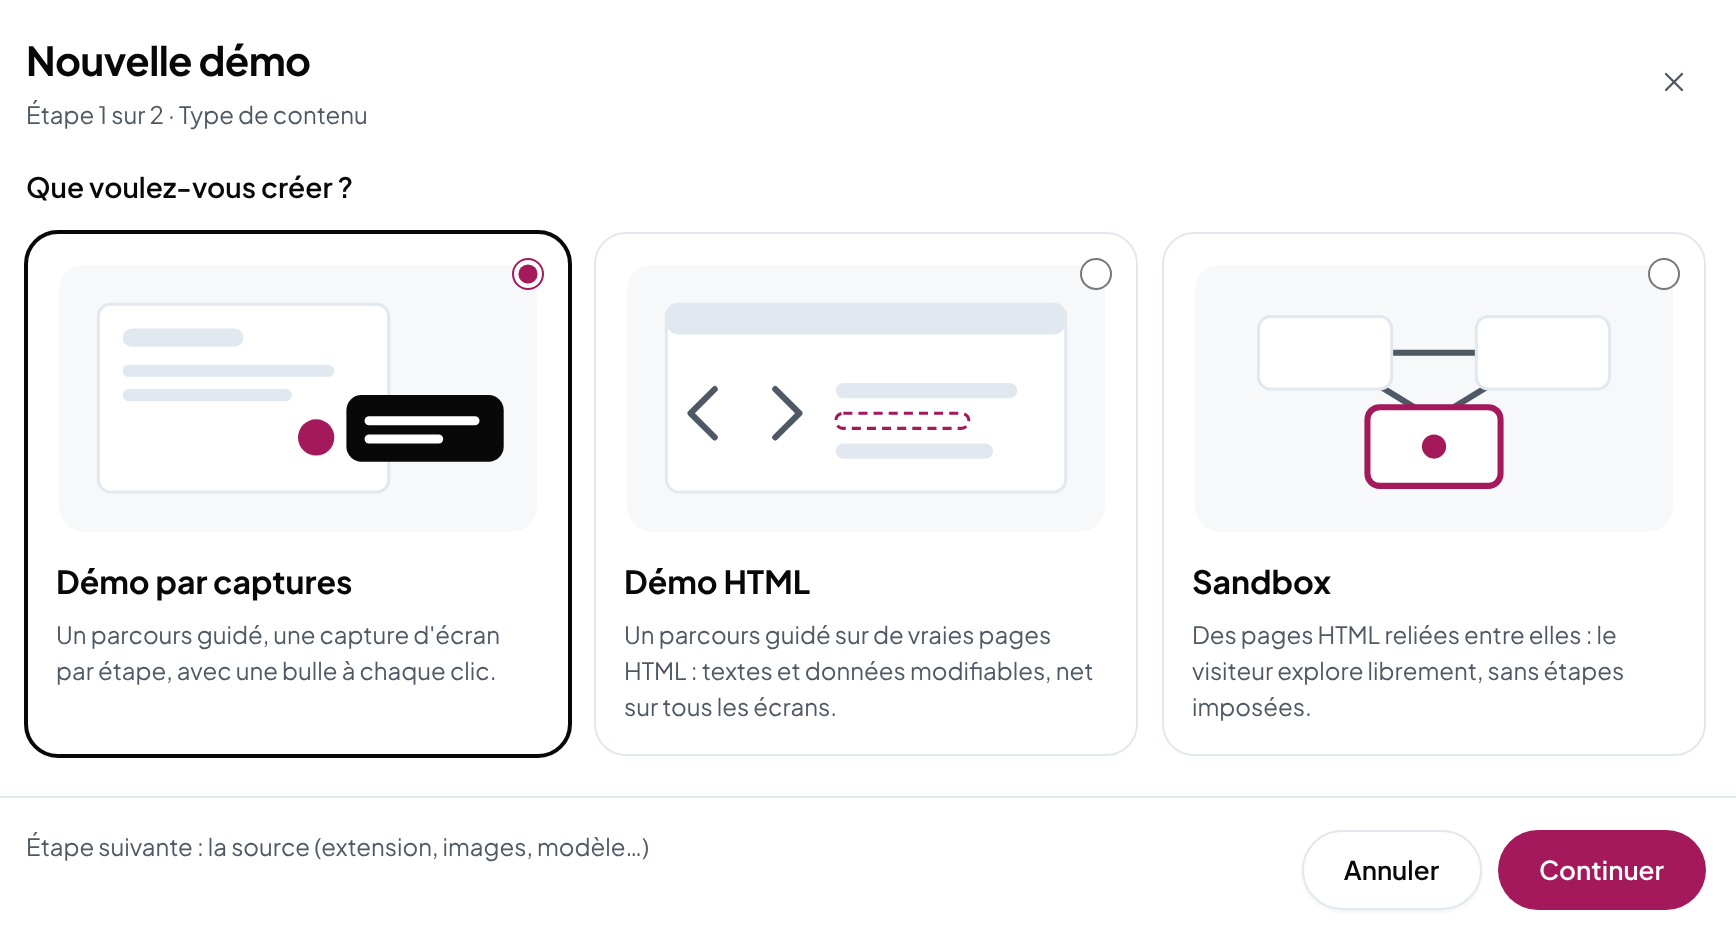 Nouvelle démo
Étape 1 sur 2 · Type de contenu
Que voulez-vous créer ?
Démo par captures
Un parcours guidé, une capture d'écran
par étape, avec une bulle à chaque clic.
Démo HTML
Un parcours guidé sur de vraies pages
HTML : textes et données modifiables, net
sur tous les écrans.
Sandbox
Des pages HTML reliées entre elles : le
visiteur explore librement, sans étapes
imposées.
Étape suivante : la source (extension, images, modèle…)
Annuler
Continuer